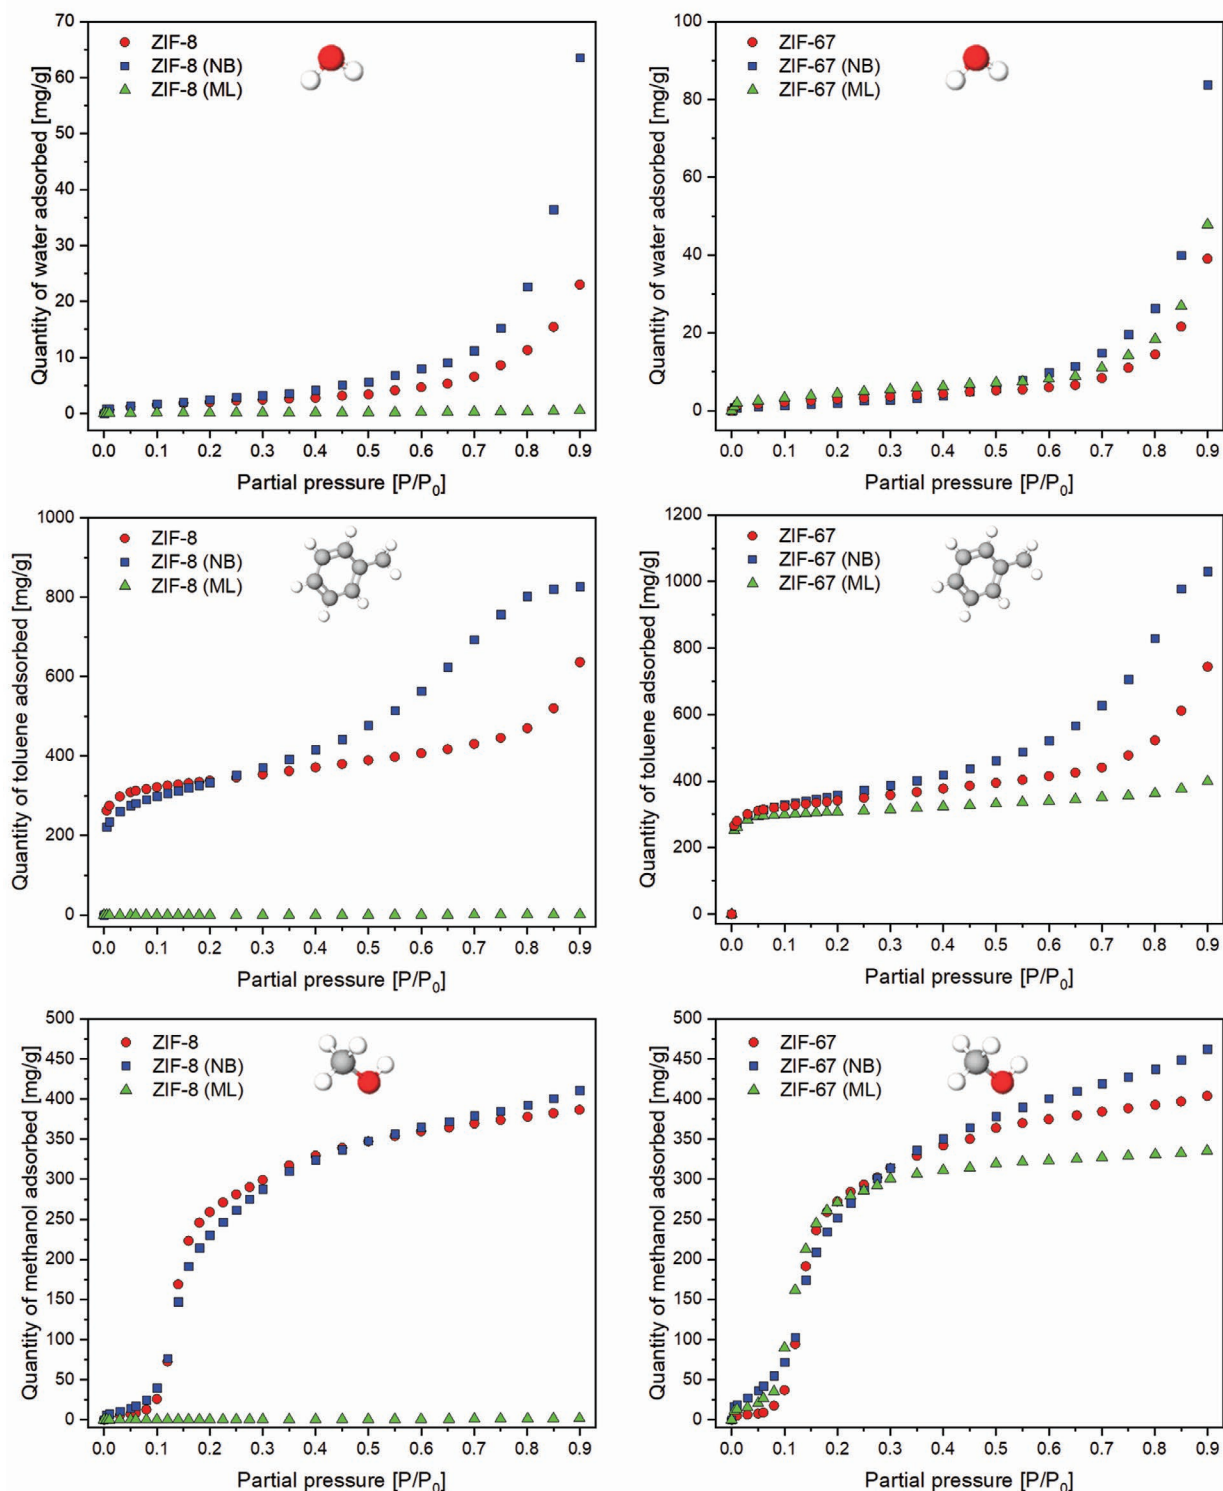 70
60
50
40
30
20
10
0
Quantity of water adsorbed [mg/g]
ZIF-8
ZIF-8 (NB)
ZIF-8 (ML)
0.0 0.1 0.2 0.3 0.4 0.5 0.6 0.7 0.8 0.9
Partial pressure [P/P0]
100
80
60
40
20
0
Quantity of water adsorbed [mg/g]
ZIF-67
ZIF-67 (NB)
ZIF-67 (ML)
0.0 0.1 0.2 0.3 0.4 0.5 0.6 0.7 0.8 0.9
Partial pressure [P/P0]
1000
800
600
400
200
0
Quantity of toluene adsorbed [mg/g]
ZIF-8
ZIF-8 (NB)
ZIF-8 (ML)
0.0 0.1 0.2 0.3 0.4 0.5 0.6 0.7 0.8 0.9
Partial pressure [P/P0]
1200
1000
800
600
400
200
0
Quantity of toluene adsorbed [mg/g]
ZIF-67
ZIF-67 (NB)
ZIF-67 (ML)
0.0 0.1 0.2 0.3 0.4 0.5 0.6 0.7 0.8 0.9
Partial pressure [P/P0]
500
450
400
350
300
250
200
150
100
50
0
Quantity of methanol adsorbed [mg/g]
ZIF-8
ZIF-8 (NB)
ZIF-8 (ML)
0.0 0.1 0.2 0.3 0.4 0.5 0.6 0.7 0.8 0.9
Partial pressure [P/P0]
500
450
400
350
300
250
200
150
100
50
0
Quantity of methanol adsorbed [mg/g]
ZIF-67
ZIF-67 (NB)
ZIF-67 (ML)
0.0 0.1 0.2 0.3 0.4 0.5 0.6 0.7 0.8 0.9
Partial pressure [P/P0]